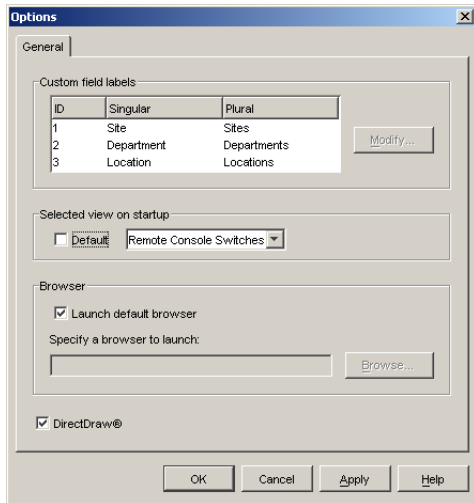 Options
General
Custom field labels
ID Singular Plural
1 Site Sites
2 Department Departments
3 Location Locations
Modify...
Selected view on startup
Default Remote Console Switches
Browser
Launch default browser
Specify a browser to launch:
Browse...
DirectDraw®
OK Cancel Apply Help